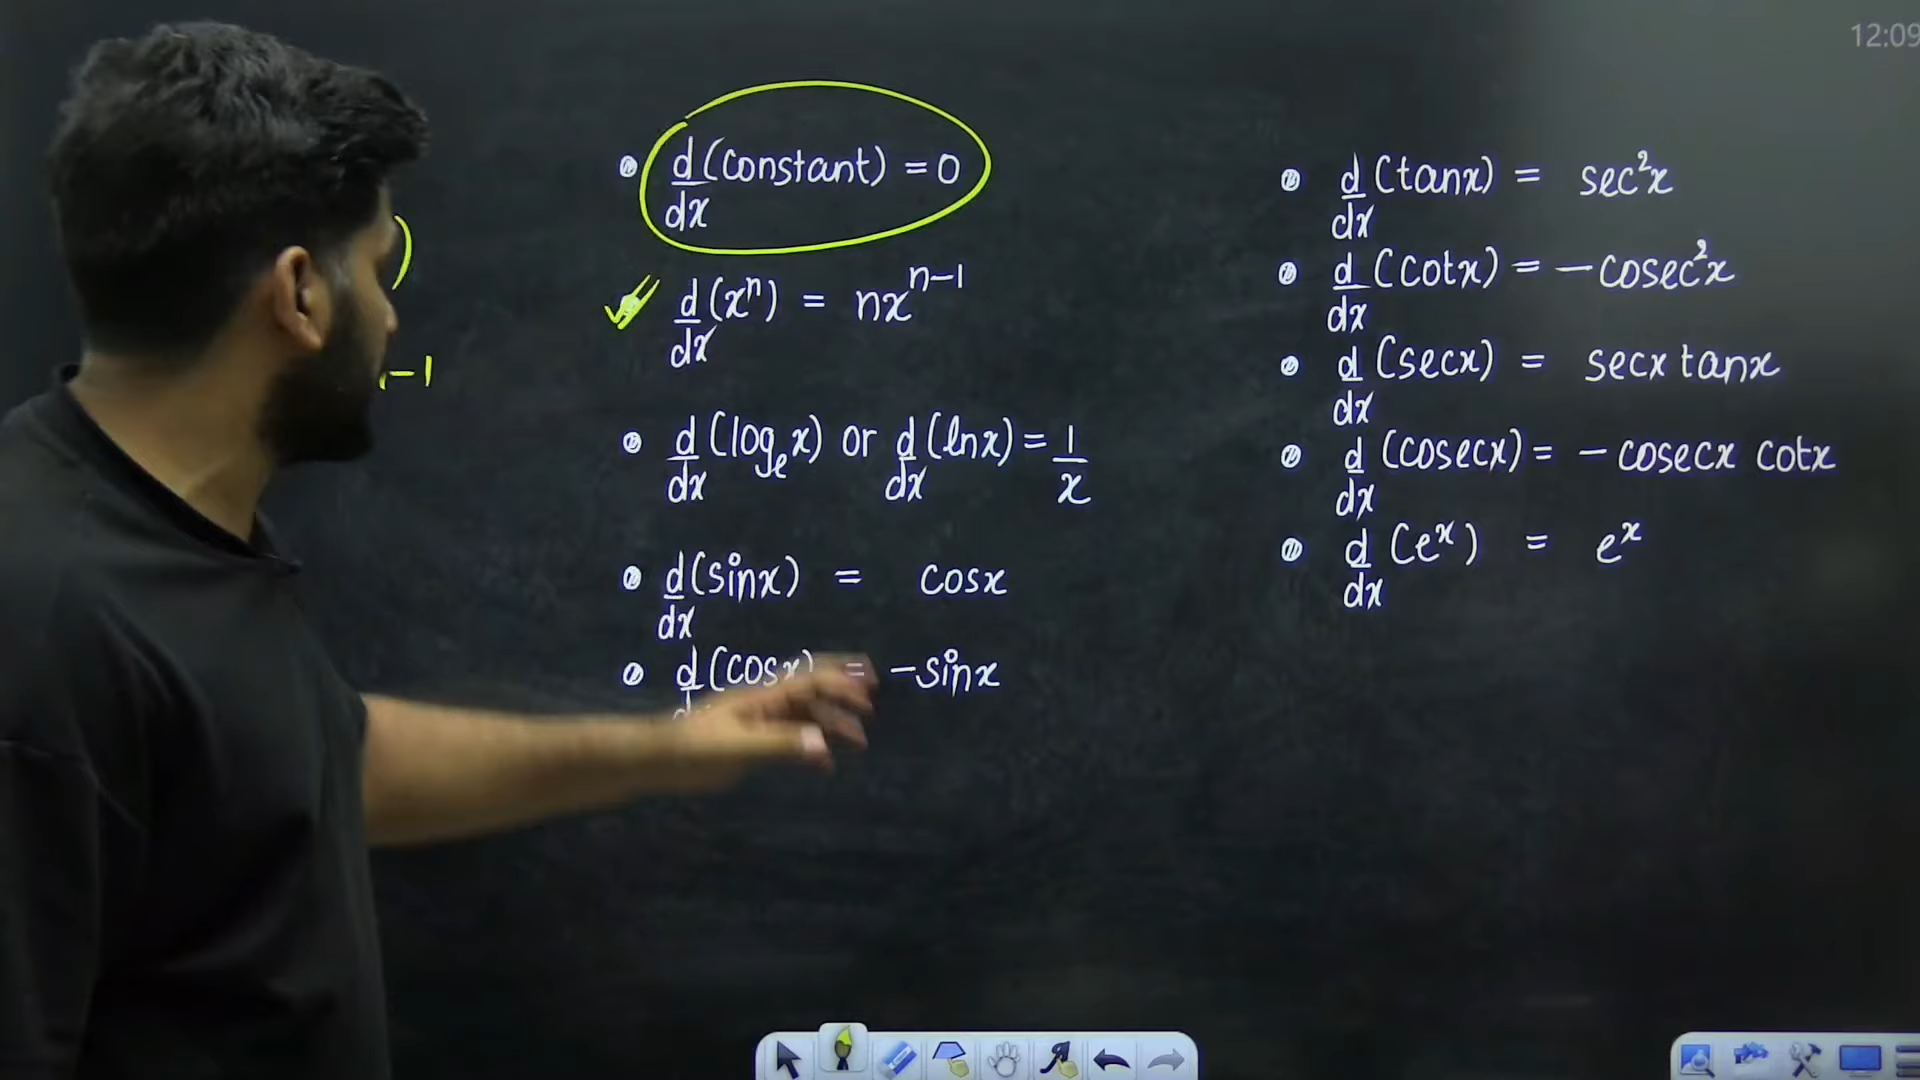 12:09
d/dx (constant) = 0
d/dx (xⁿ) = nxⁿ⁻¹
-1
d/dx (logₑx) or d/dx (lnx) = 1/x
d/dx (sinx) = cosx
d (cosx) = -sinx
d/dx (tanx) = sec²x
d/dx (cotx) = -cosec²x
d/dx (secx) = secx tanx
d/dx (cosecx) = -cosecx cotx
d/dx (eˣ) = eˣ